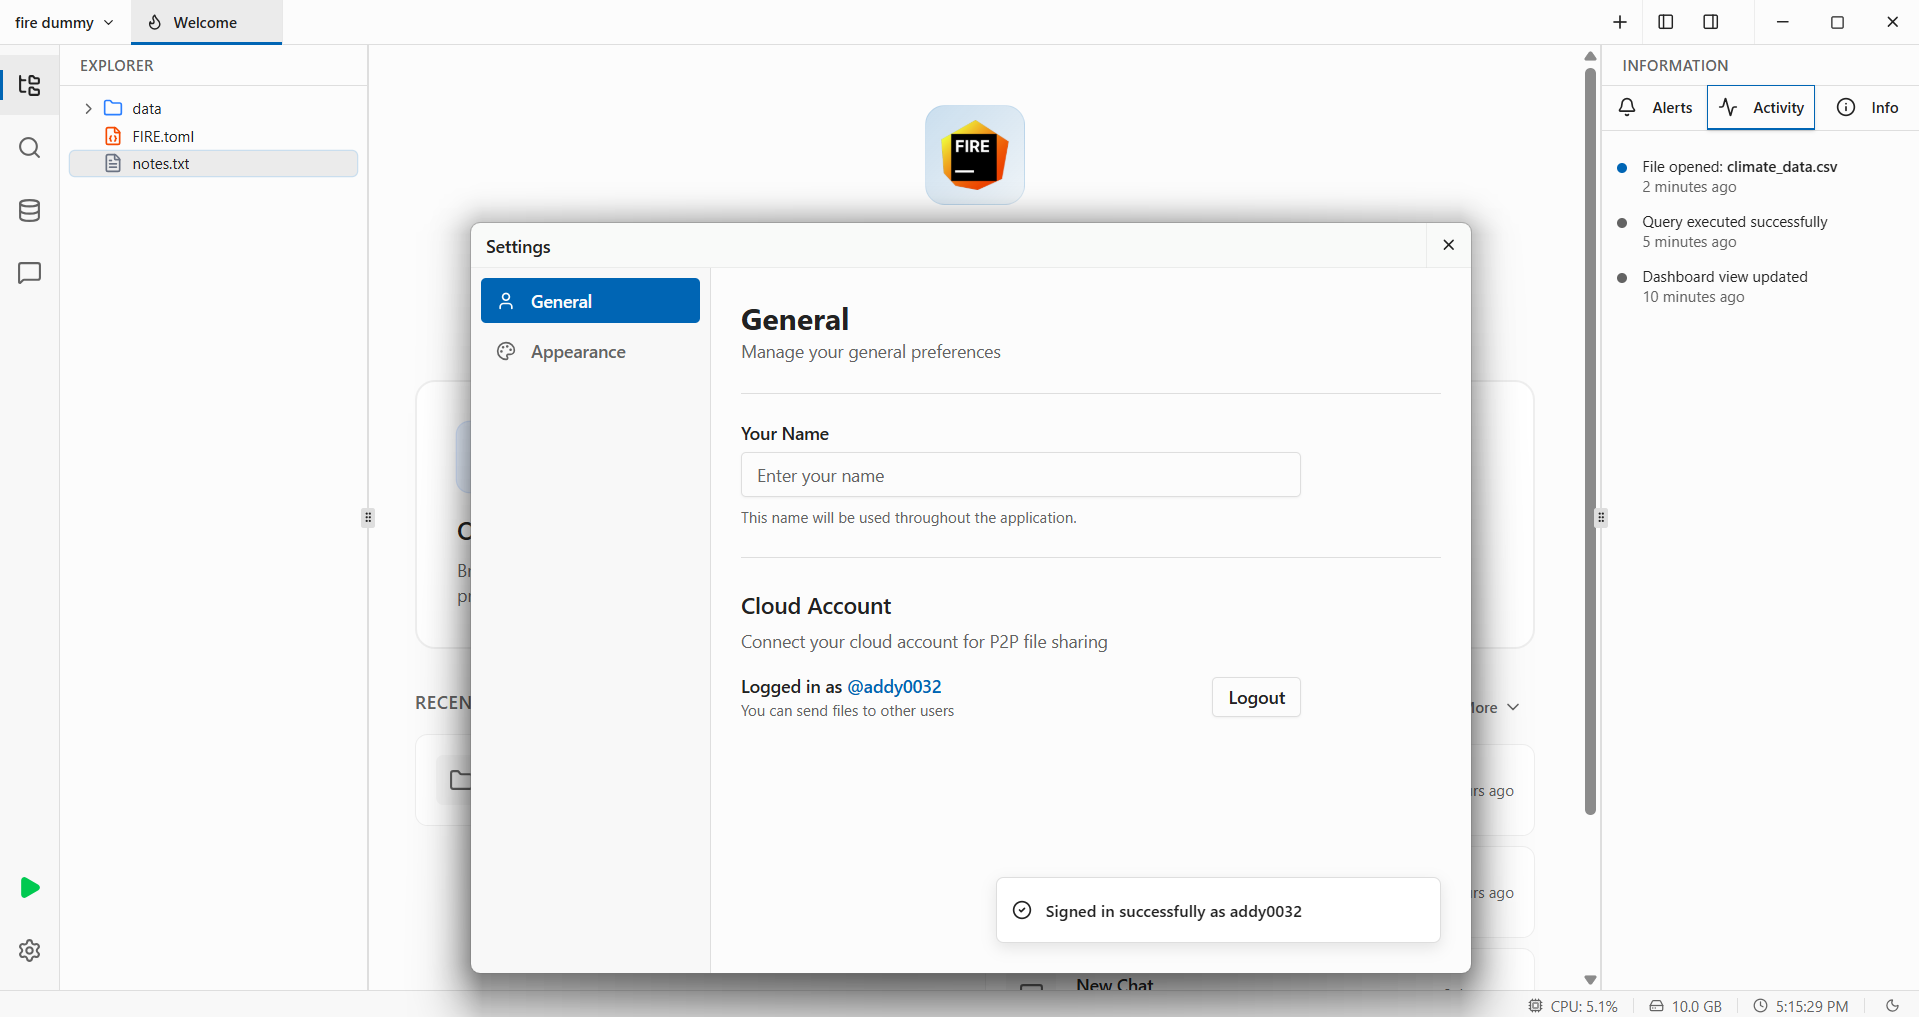 fire dummy
Welcome
EXPLORER
data
FIRE.toml
notes.txt
FIRE
Settings
General
Appearance
General
Manage your general preferences
Your Name
Enter your name
This name will be used throughout the application.
Cloud Account
Connect your cloud account for P2P file sharing
Logged in as @addy0032
You can send files to other users
Logout
Signed in successfully as addy0032
New Chat
INFORMATION
Alerts
Activity
Info
File opened: climate_data.csv
2 minutes ago
Query executed successfully
5 minutes ago
Dashboard view updated
10 minutes ago
ago
ago
CPU: 5.1%
10.0 GB
5:15:29 PM